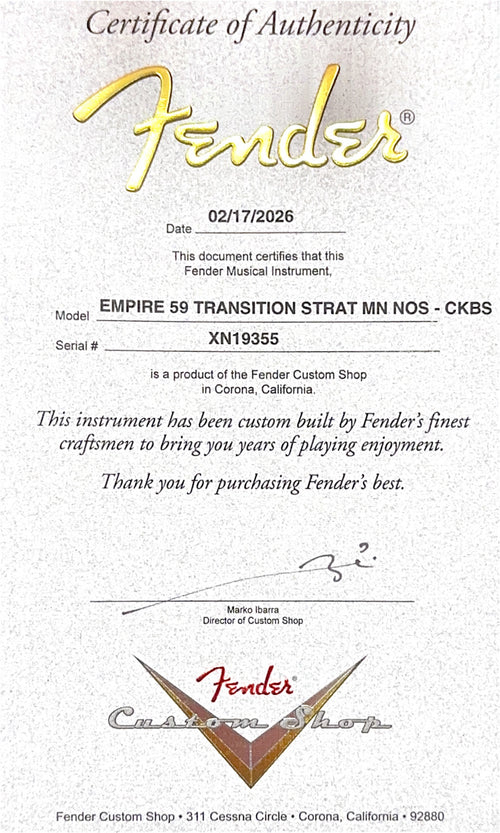 Certificate of Authenticity
Fender®
Date 02/17/2026
This document certifies that this
Fender Musical Instrument,
Model EMPIRE 59 TRANSITION STRAT MN NOS - CKBS
Serial # XN19355
is a product of the Fender Custom Shop
in Corona, California.
This instrument has been custom built by Fender's finest
craftsmen to bring you years of playing enjoyment.
Thank you for purchasing Fender's best.
Marko Ibarra
Director of Custom Shop
Fender®
Custom Shop
Fender Custom Shop • 311 Cessna Circle • Corona, California • 92880